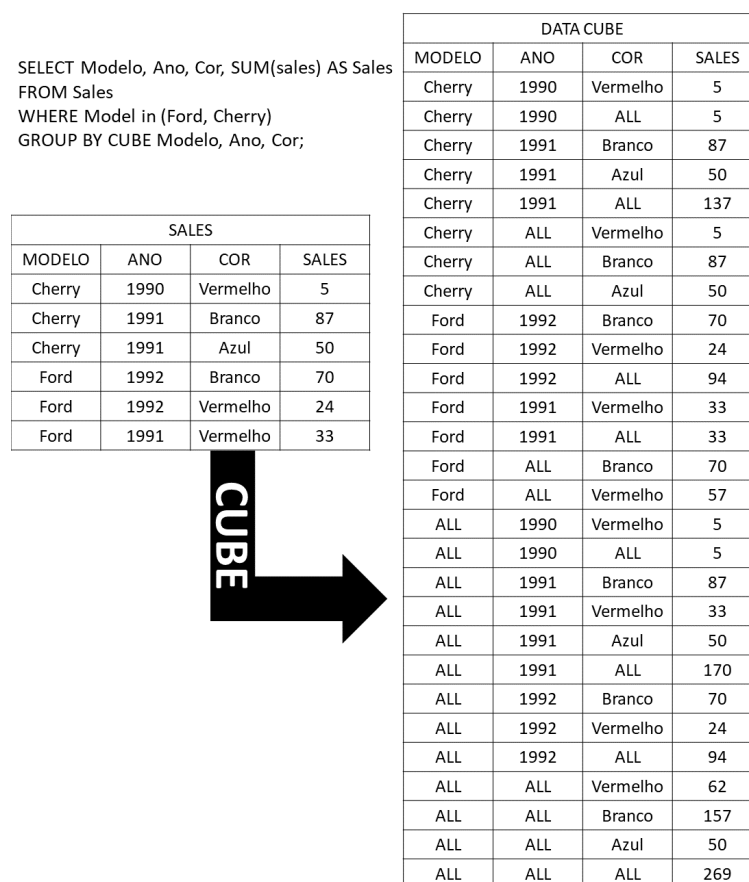 SELECT Modelo, Ano, Cor, SUM(sales) AS Sales
FROM Sales
WHERE Model in (Ford, Cherry)
GROUP BY CUBE Modelo, Ano, Cor;
SALES
MODELO ANO COR SALES
Cherry 1990 Vermelho 5
Cherry 1991 Branco 87
Cherry 1991 Azul 50
Ford 1992 Branco 70
Ford 1992 Vermelho 24
Ford 1991 Vermelho 33
CUBE
DATA CUBE
MODELO ANO COR SALES
Cherry 1990 Vermelho 5
Cherry 1990 ALL 5
Cherry 1991 Branco 87
Cherry 1991 Azul 50
Cherry 1991 ALL 137
Cherry ALL Vermelho 5
Cherry ALL Branco 87
Cherry ALL Azul 50
Ford 1992 Branco 70
Ford 1992 Vermelho 24
Ford 1992 ALL 94
Ford 1991 Vermelho 33
Ford 1991 ALL 33
Ford ALL Branco 70
Ford ALL Vermelho 57
ALL 1990 Vermelho 5
ALL 1990 ALL 5
ALL 1991 Branco 87
ALL 1991 Vermelho 33
ALL 1991 Azul 50
ALL 1991 ALL 170
ALL 1992 Branco 70
ALL 1992 Vermelho 24
ALL 1992 ALL 94
ALL ALL Vermelho 62
ALL ALL Branco 157
ALL ALL Azul 50
ALL ALL ALL 269